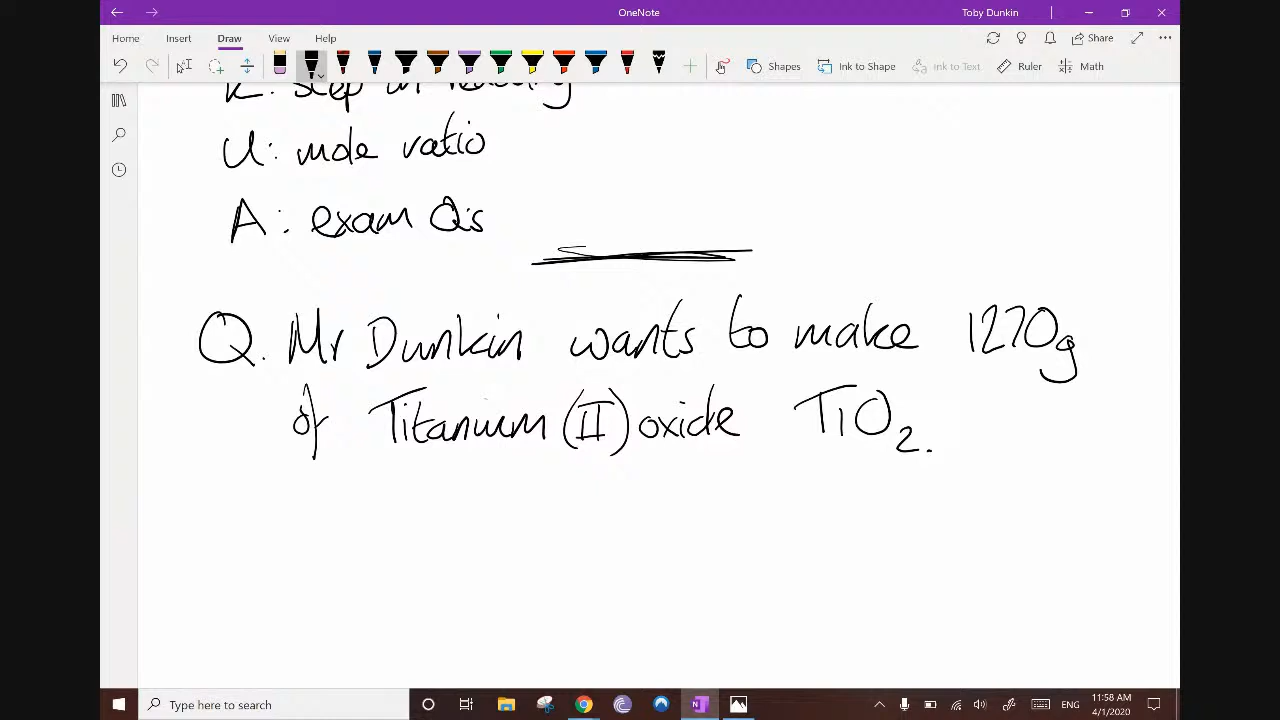 OneNote
Toby Dunkin
Home Insert Draw View Help
Share
Shapes Ink to Shape Ink to Text Ruler Math
U: mole ratio
A: exam Q's
Q. Mr Dunkin wants to make 1270g
of Titanium (II) oxide TiO2.
Type here to search
ENG
11:58 AM
4/1/2020